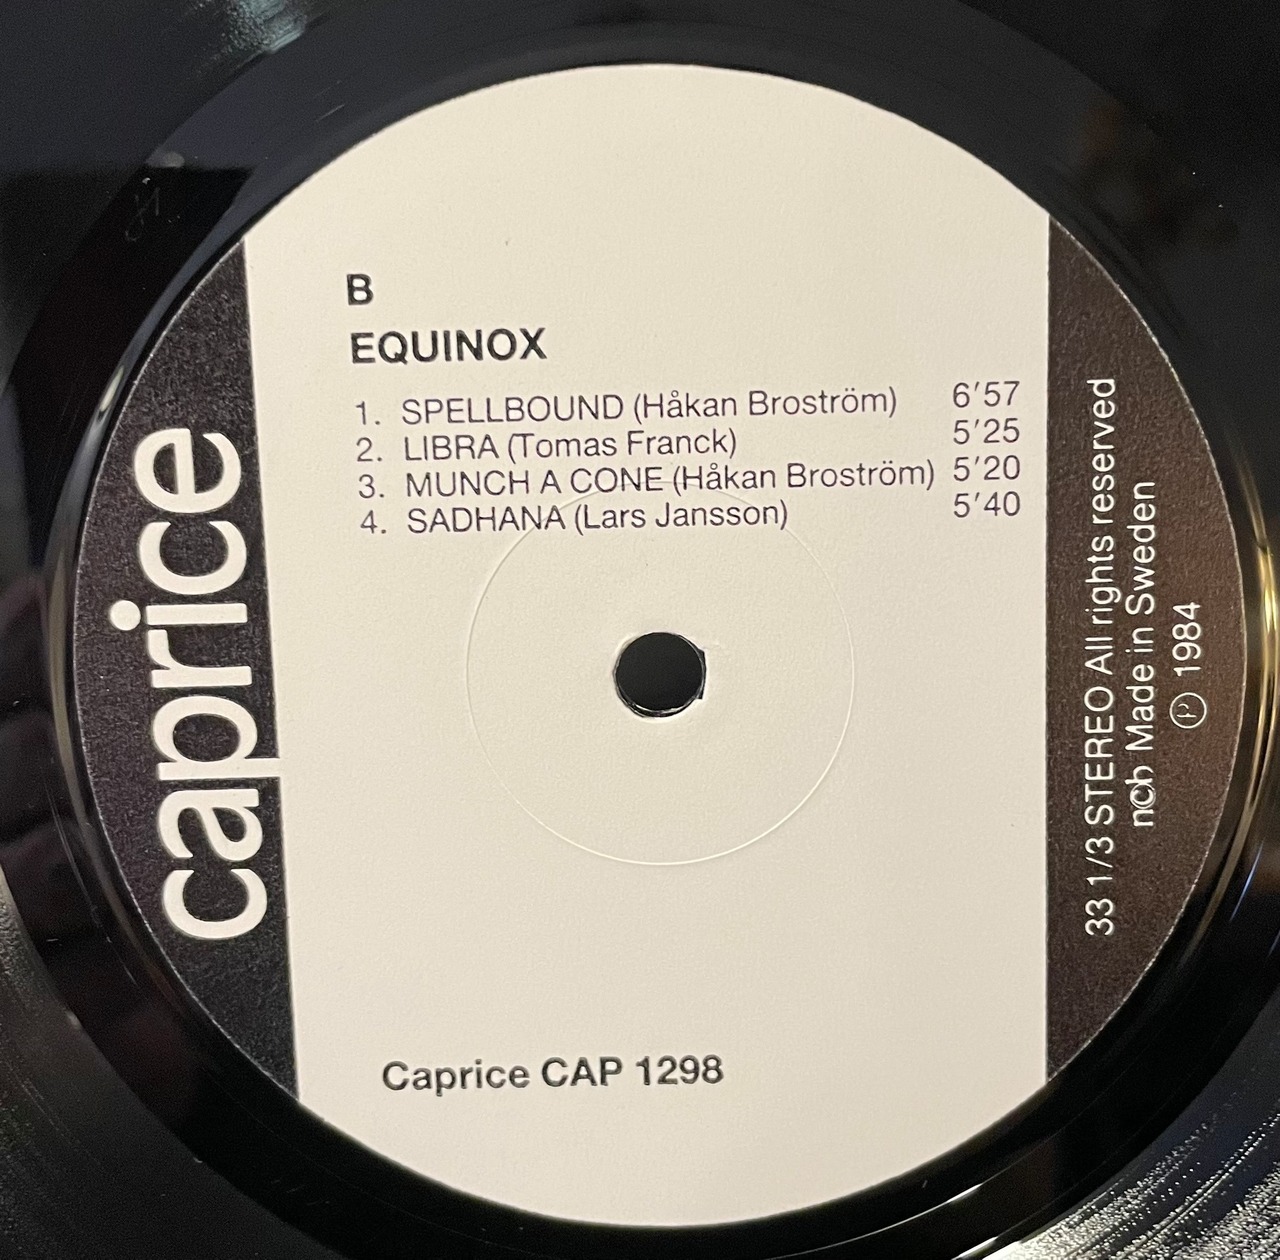 caprice
B
EQUINOX
1. SPELLBOUND (Håkan Broström) 6'57
2. LIBRA (Tomas Franck) 5'25
3. MUNCH A CONE (Håkan Broström) 5'20
4. SADHANA (Lars Jansson) 5'40
Caprice CAP 1298
33 1/3 STEREO All rights reserved
ncb Made in Sweden
Ⓟ 1984